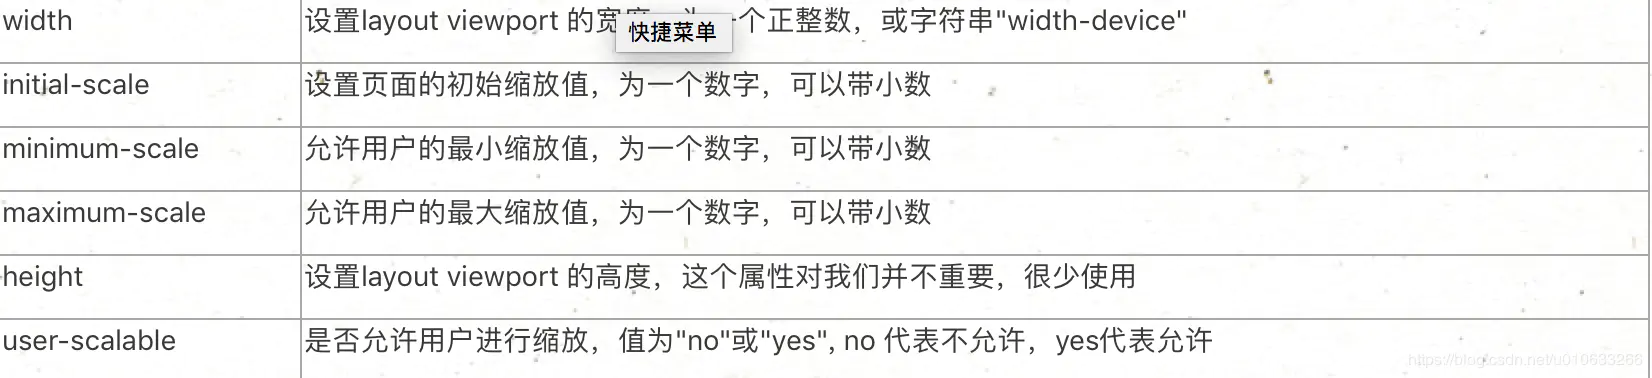 width 设置layout viewport 的宽 一个正整数，或字符串"width-device"
快捷菜单
initial-scale 设置页面的初始缩放值，为一个数字，可以带小数
minimum-scale 允许用户的最小缩放值，为一个数字，可以带小数
maximum-scale 允许用户的最大缩放值，为一个数字，可以带小数
height 设置layout viewport 的高度，这个属性对我们并不重要，很少使用
user-scalable 是否允许用户进行缩放，值为"no"或"yes", no 代表不允许，yes代表允许
https://blog.csdn.net/u010633266